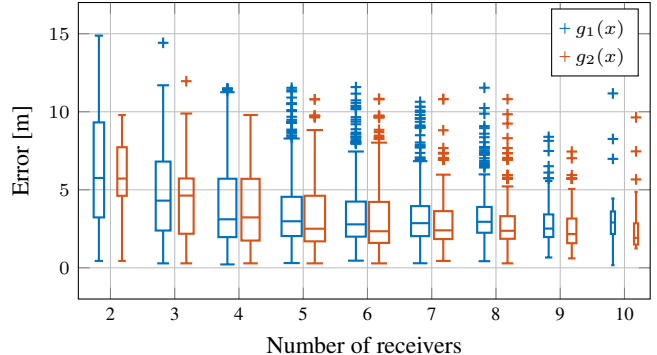 15
10
5
0
Error [m]
g₁(x)
g₂(x)
2 3 4 5 6 7 8 9 10
Number of receivers